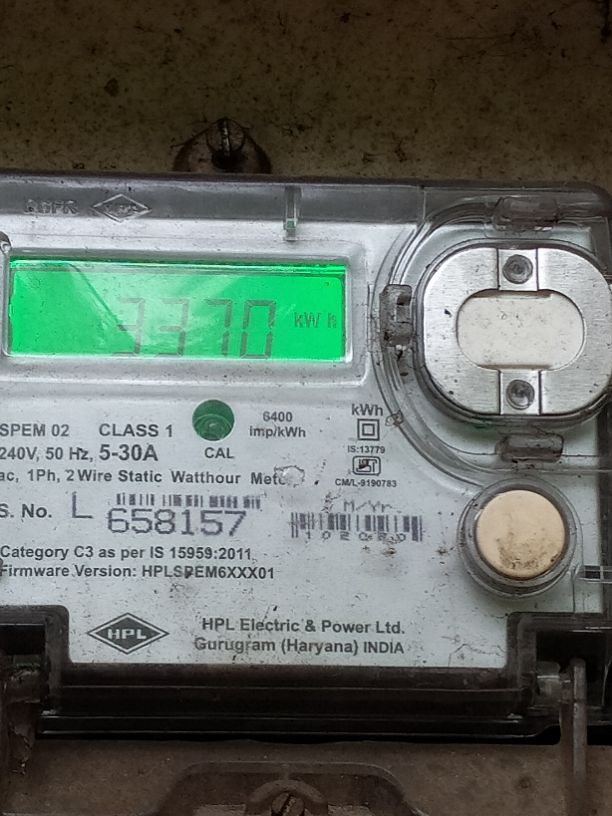 3370 kW h
SPEM 02 CLASS 1
240V, 50 Hz, 5-30A
CAL
6400
imp/kWh
kWh
IS:13779
CM/L-9190783
ac, 1Ph, 2 Wire Static Watthour
S. No. L 658157
M/Yr
102020
Category C3 as per IS 15959:2011
Firmware Version: HPLSPEM6XXX01
HPL
HPL Electric & Power Ltd.
Gurugram (Haryana) INDIA